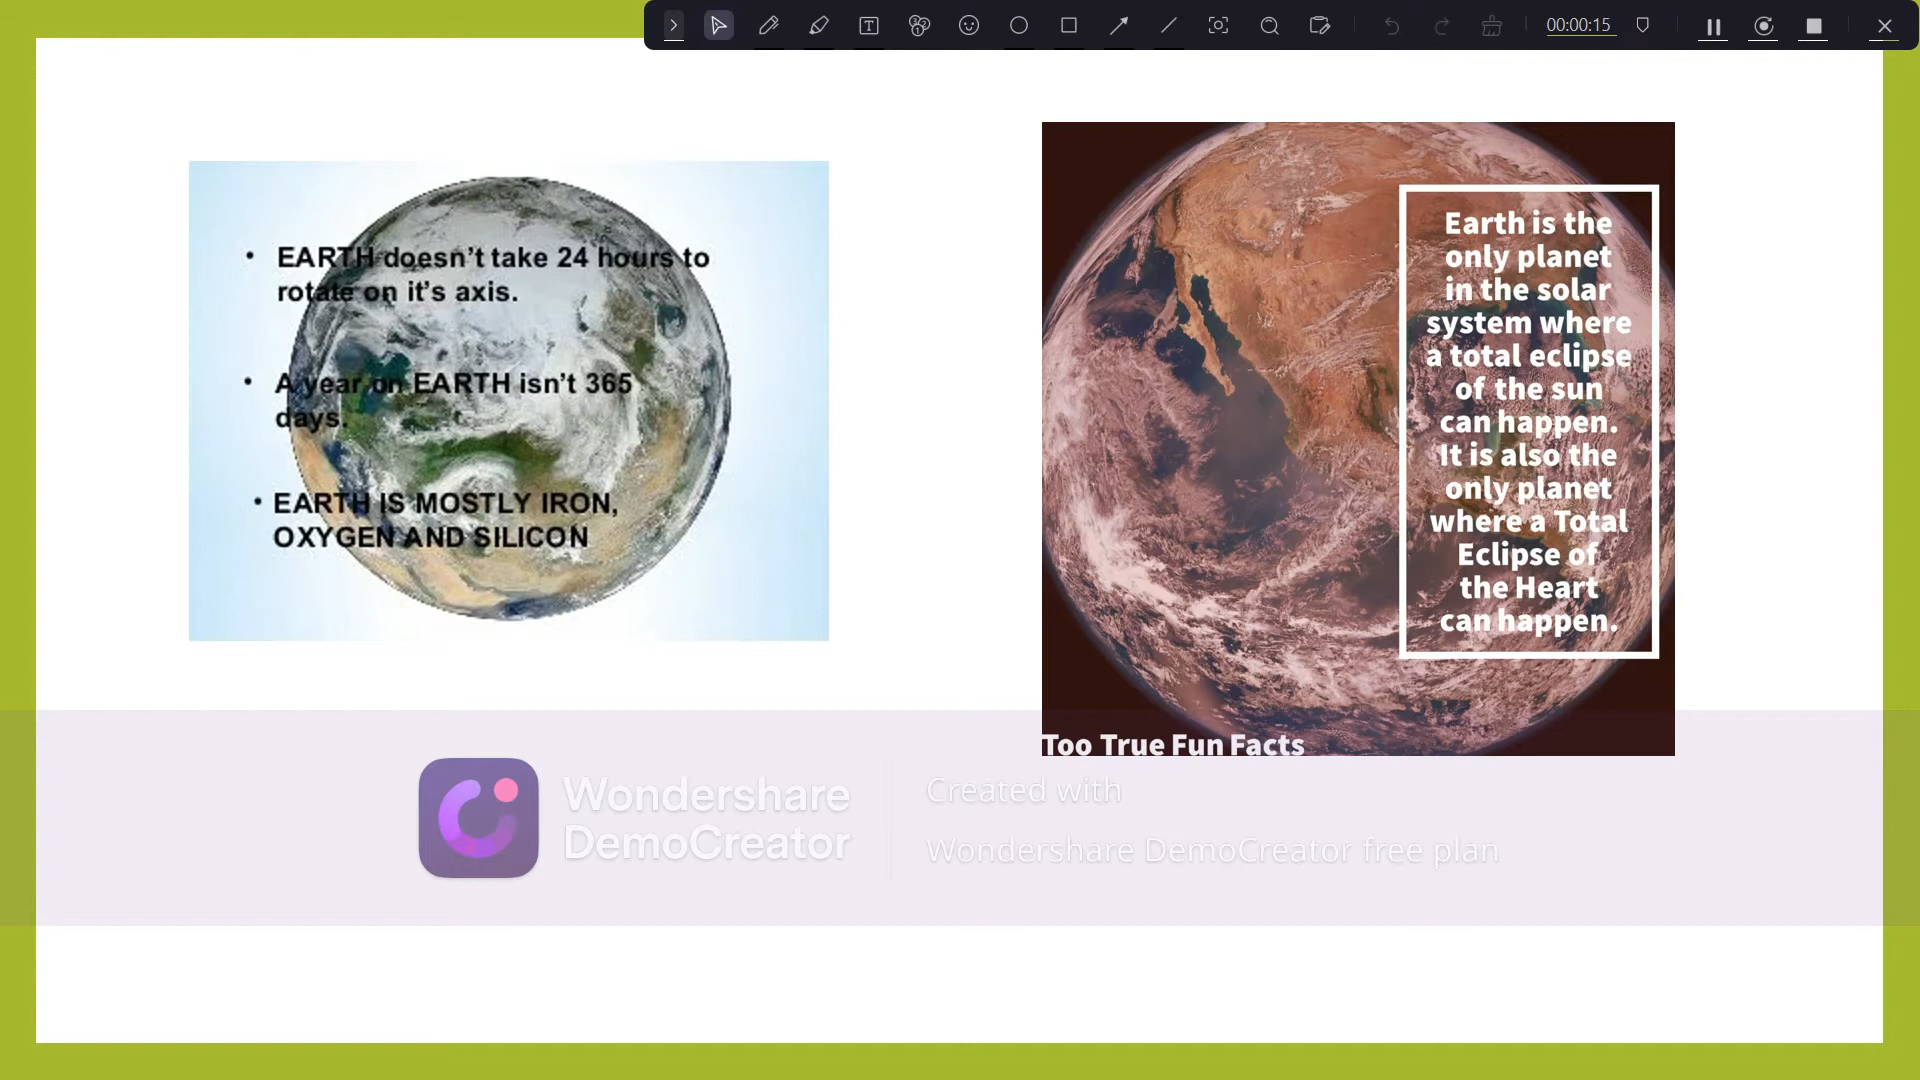 00:00:15
• EARTH doesn't take 24 hours to
rotate on it's axis.
• A year on EARTH isn't 365
days.
• EARTH IS MOSTLY IRON,
OXYGEN AND SILICON
Earth is the
only planet
in the solar
system where
a total eclipse
of the sun
can happen.
It is also the
only planet
where a Total
Eclipse of
the Heart
can happen.
Too True Fun Facts
Wondershare
DemoCreator
Created with
Wondershare DemoCreator free plan